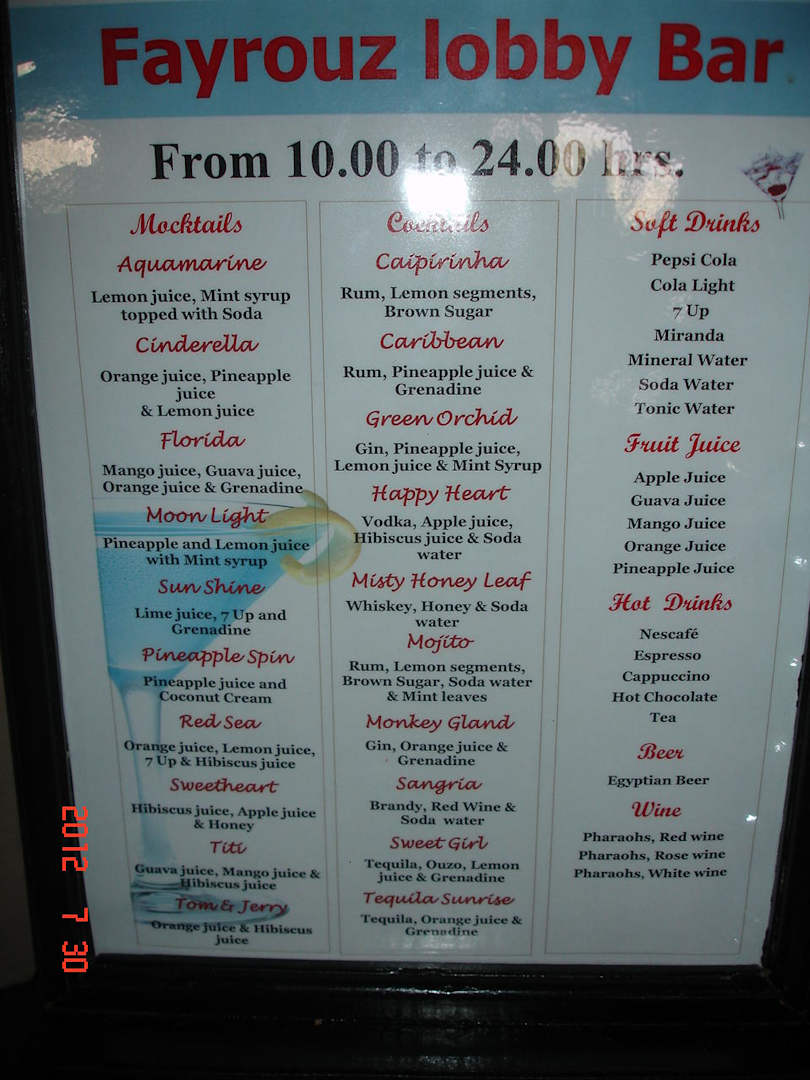 Fayrouz lobby Bar
From 10.00 to 24.00 hrs.
Mocktails
Aquamarine
Lemon juice, Mint syrup
topped with Soda
Cinderella
Orange juice, Pineapple
juice
& Lemon juice
Florida
Mango juice, Guava juice,
Orange juice & Grenadine
Moon Light
Pineapple and Lemon juice
with Mint syrup
Sun Shine
Lime juice, 7 Up and
Grenadine
Pineapple Spin
Pineapple juice and
Coconut Cream
Red Sea
Orange juice, Lemon juice,
7 Up & Hibiscus juice
Sweetheart
Hibiscus juice, Apple juice
& Honey
Titi
Guava juice, Mango juice &
Hibiscus juice
Tom & Jerry
Orange juice & Hibiscus
juice
Cocktails
Caipirinha
Rum, Lemon segments,
Brown Sugar
Caribbean
Rum, Pineapple juice &
Grenadine
Green Orchid
Gin, Pineapple juice,
Lemon juice & Mint Syrup
Happy Heart
Vodka, Apple juice,
Hibiscus juice & Soda
water
Misty Honey Leaf
Whiskey, Honey & Soda
water
Mojito
Rum, Lemon segments,
Brown Sugar, Soda water
& Mint leaves
Monkey Gland
Gin, Orange juice &
Grenadine
Sangria
Brandy, Red Wine &
Soda water
Sweet Girl
Tequila, Ouzo, Lemon
juice & Grenadine
Tequila Sunrise
Tequila, Orange juice &
Grenadine
Soft Drinks
Pepsi Cola
Cola Light
7 Up
Miranda
Mineral Water
Soda Water
Tonic Water
Fruit Juice
Apple Juice
Guava Juice
Mango Juice
Orange Juice
Pineapple Juice
Hot Drinks
Nescafé
Espresso
Cappuccino
Hot Chocolate
Tea
Beer
Egyptian Beer
Wine
Pharaohs, Red wine
Pharaohs, Rose wine
Pharaohs, White wine
2012 7 30